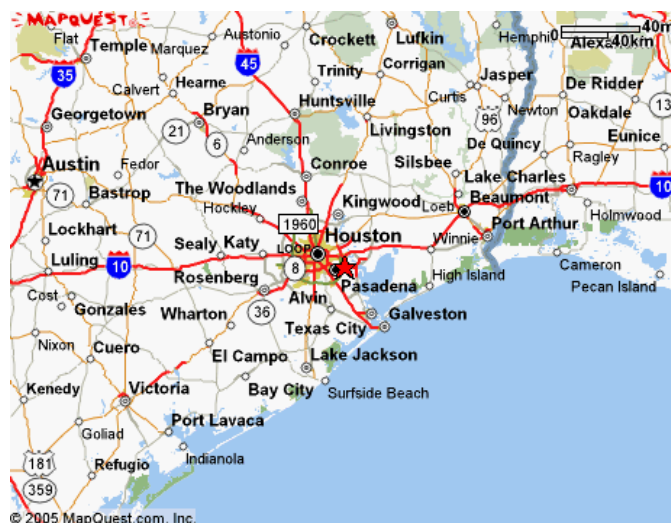 MAPQUEST
Flat
Temple
Marquez
Austonio
Crockett
Lufkin
Hemphil
0
40m
40km
Alexa
35
45
Calvert
Hearne
Trinity
Corrigan
Jasper
De Ridder
Georgetown
Bryan
Huntsville
Curtis
96
Newton
Oakdale
13
21
6
Livingston
De Quincy
Eunice
Austin
Fedor
Anderson
Conroe
Silsbee
Ragley
71
Bastrop
The Woodlands
Kingwood
Lake Charles
10
Hockley
Loeb
Beaumont
Holmwood
Lockhart
71
1960
Houston
Winnie
Port Arthur
Luling
10
Sealy
Katy
LOOP
8
High Island
Cameron
Pecan Island
Cost
Rosenberg
Pasadena
Gonzales
Wharton
36
Alvin
Texas City
Galveston
Nixon
Cuero
El Campo
Lake Jackson
Kenedy
Victoria
Bay City
Surfside Beach
Goliad
Port Lavaca
181
Refugio
Indianola
359
© 2005 MapQuest.com, Inc.